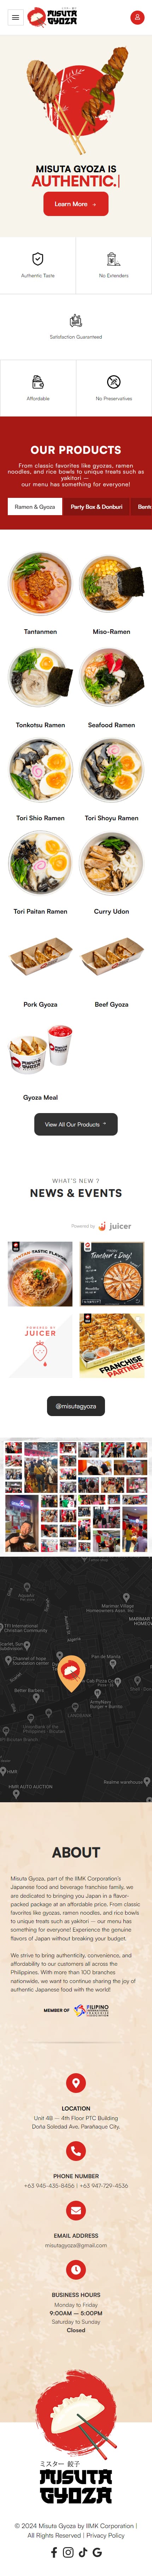 MISUTA
GYOZA
MISUTA GYOZA IS
AUTHENTIC.|
Learn More
Authentic Taste
No Extenders
Satisfaction Guaranteed
Affordable
No Preservatives
OUR PRODUCTS
From classic favorites like gyozas, ramen
noodles, and rice bowls to unique treats such as
yakitori –
our menu has something for everyone!
Ramen & Gyoza
Party Box & Donburi
Tantanmen
Miso-Ramen
Tonkotsu Ramen
Seafood Ramen
Tori Shio Ramen
Tori Shoyu Ramen
Tori Paitan Ramen
Curry Udon
Pork Gyoza
Beef Gyoza
MISUTA
GYOZA
Gyoza Meal
View All Our Products
WHAT'S NEW ?
NEWS & EVENTS
Powered by juicer
TANTAN TASTIC FLAVOR
Teacher's Day!
POWERED BY
JUICER
FRANCHISE
PARTNER
@misutagyoza
ABOUT
Misuta Gyoza, part of the IIMK Corporation's
Japanese food and beverage franchise family, we
are dedicated to bringing you Japan in a flavor-
packed package at an affordable price. From classic
favorites like gyozas, ramen noodles, and rice bowls
to unique treats such as yakitori – our menu has
something for everyone! Experience the genuine
flavors of Japan without breaking your budget.
We strive to bring authenticity, convenience, and
affordability to our customers all across the
Philippines. With more than 100 branches
nationwide, we want to continue bringing the joy of
authentic Japanese food with the world!
MEMBER OF FILIPINO
LOCATION
Unit 4B – 4th Floor PTC Building
Doña Soledad Ave, Parañaque City.
PHONE NUMBER
+63 945-435-8456 | +63 947-729-4536
EMAIL ADDRESS
misutagyoza@gmail.com
BUSINESS HOURS
Monday to Friday
9:00AM – 5:00PM
Saturday to Sunday
Closed
ミスター 餃子
MISUTA
GYOZA
© 2024 Misuta Gyoza by IIMK Corporation |
All Rights Reserved | Privacy Policy